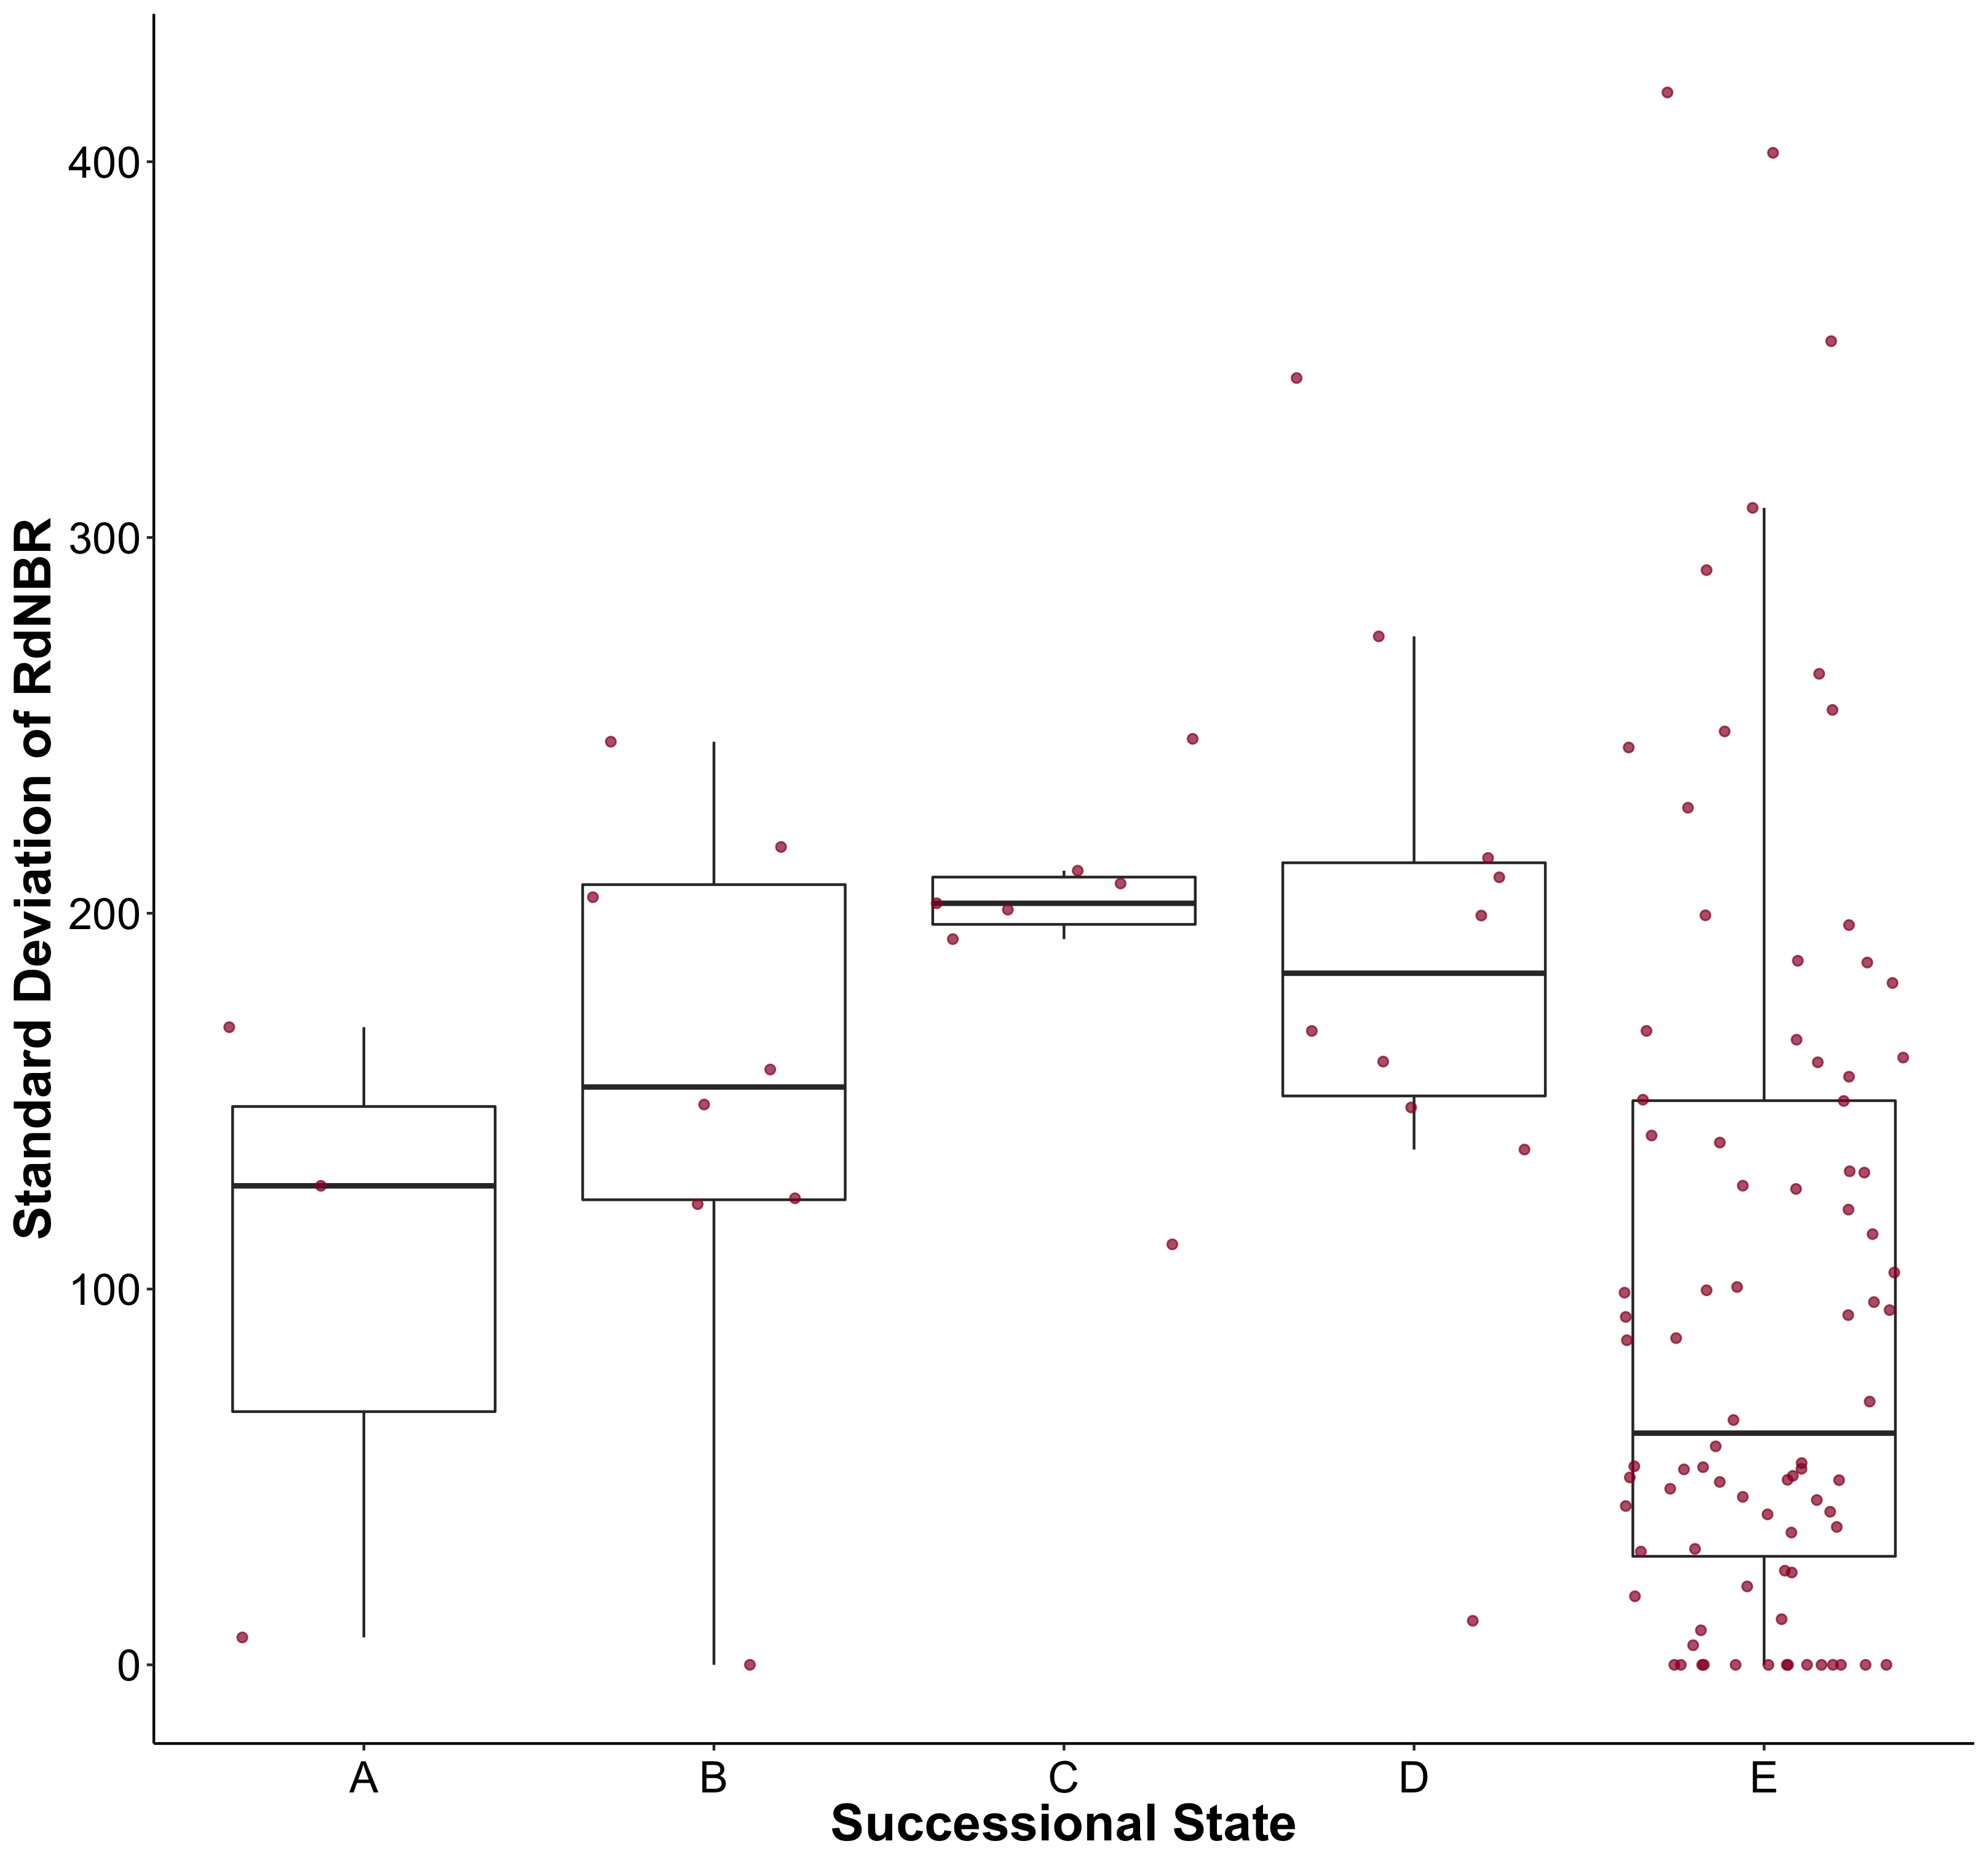 Standard Deviation of RdNBR
400
300
200
100
0
A B C D E
Successional State